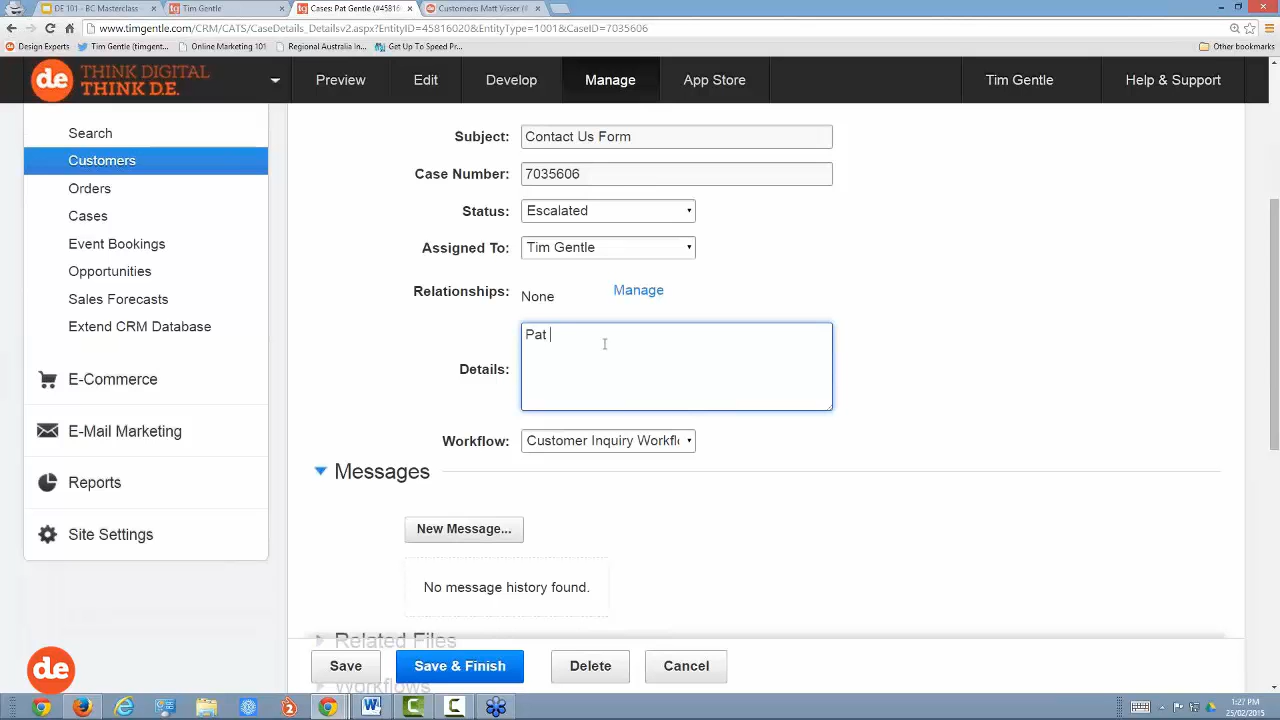 DE 101 - BC Masterclass
Tim Gentle
Cases: Pat Gentle (#4581
Customers: Matt Visser (
www.timgentle.com/CRM/CATS/CaseDetails_Detailsv2.aspx?EntityID=45816020&EntityType=1001&CaseID=7035606
Design Experts
Tim Gentle (timgent...
Online Marketing 101
Regional Australia In...
Get Up To Speed Pr...
Other bookmarks
d.e
THINK DIGITAL
THINK D.E.
Preview
Edit
Develop
Manage
App Store
Tim Gentle
Help & Support
Search
Customers
Orders
Cases
Event Bookings
Opportunities
Sales Forecasts
Extend CRM Database
E-Commerce
E-Mail Marketing
Reports
Site Settings
Subject: Contact Us Form
Case Number: 7035606
Status: Escalated
Assigned To: Tim Gentle
Relationships: None Manage
Details: Pat
Workflow: Customer Inquiry Workfl
Messages
New Message...
No message history found.
Related Files
Workflows
Save
Save & Finish
Delete
Cancel
d.e
1:27 PM
25/02/2015